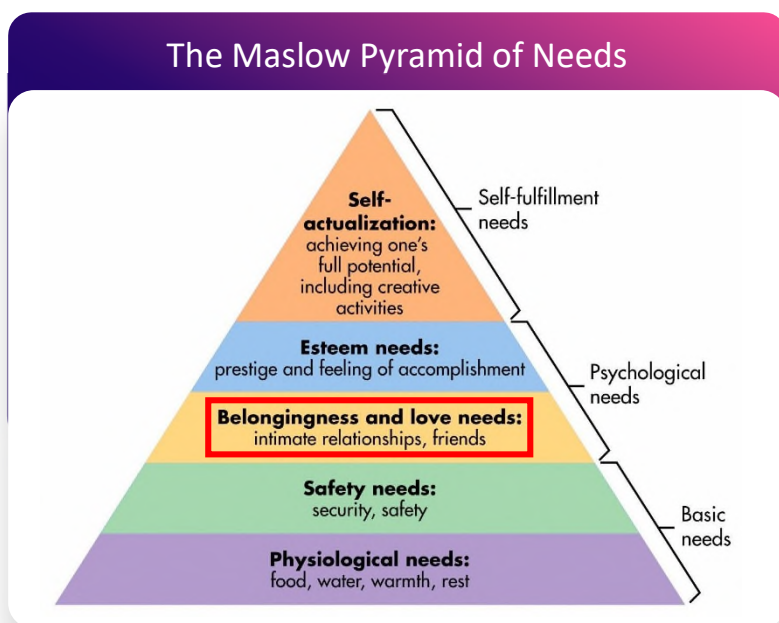 The Maslow Pyramid of Needs
Self-
actualization:
achieving one's
full potential,
including creative
activities
Self-fulfillment
needs
Esteem needs:
prestige and feeling of accomplishment
Belongingness and love needs:
intimate relationships, friends
Psychological
needs
Safety needs:
security, safety
Physiological needs:
food, water, warmth, rest
Basic
needs